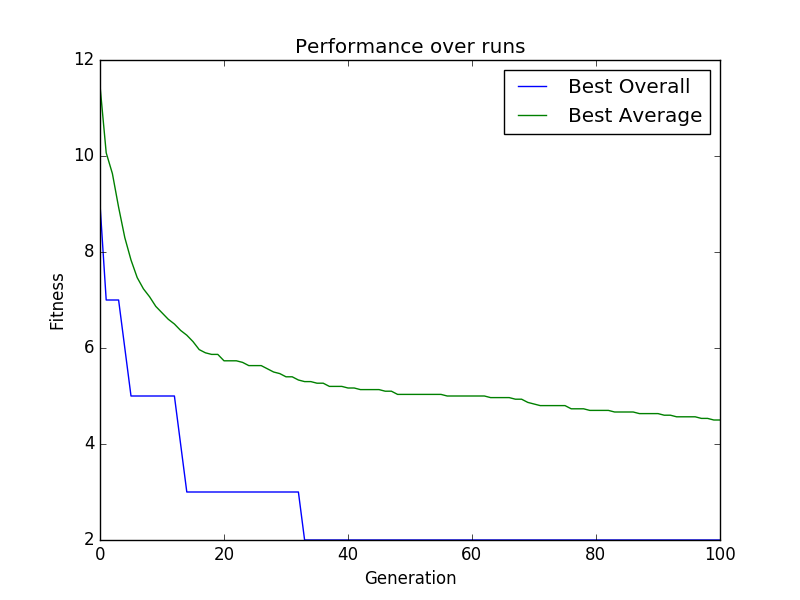 Performance over runs
Best Overall
Best Average
Fitness
12
10
8
6
4
2
0 20 40 60 80 100
Generation